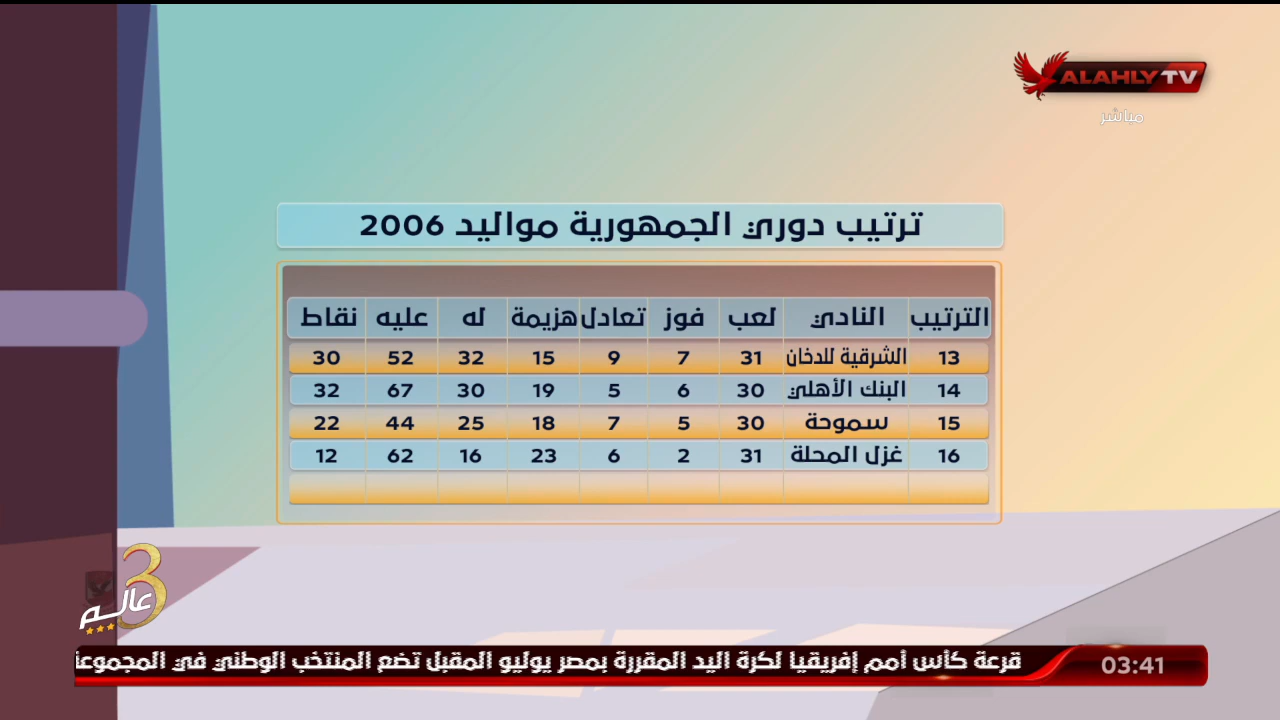 ALAHLY TV
مباشر
ترتيب دوري الجمهورية مواليد 2006
الترتيب النادي لعب فوز تعادل هزيمة له عليه نقاط
13 الشرقية للدخان 31 7 9 15 32 52 30
14 البنك الأهلي 30 6 5 19 30 67 32
15 سموحة 30 5 7 18 25 44 22
16 غزل المحلة 31 2 6 23 16 62 12
3
عالم
03:41 قرعة كأس أمم إفريقيا لكرة اليد المقررة بمصر يوليو المقبل تضع المنتخب الوطني في المجموعة